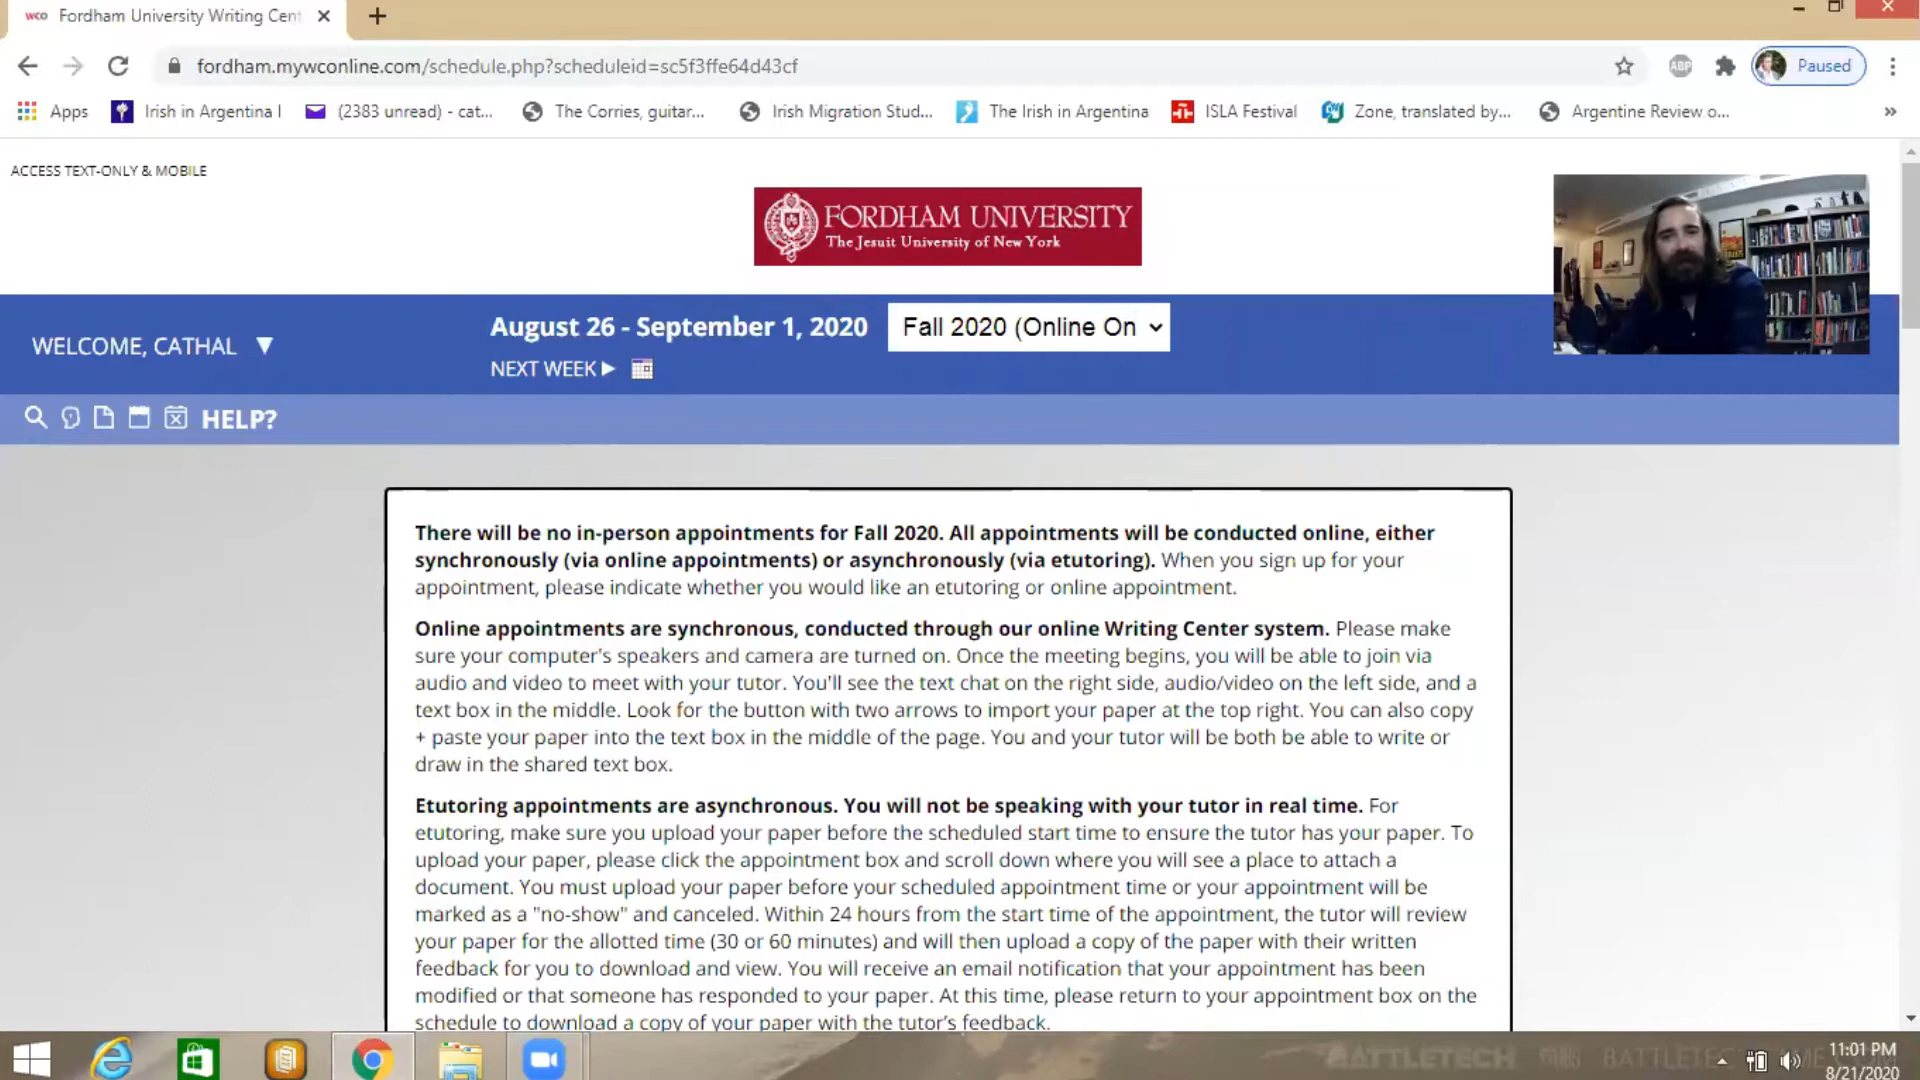 wco Fordham University Writing Cent
fordham.mywconline.com/schedule.php?scheduleid=sc5f3ffe64d43cf
ABP
Paused
Apps
Irish in Argentina I
(2383 unread) - cat...
The Corries, guitar...
Irish Migration Stud...
The Irish in Argentina
ISLA Festival
Zone, translated by...
Argentine Review o...
»
ACCESS TEXT-ONLY & MOBILE
FORDHAM UNIVERSITY
The Jesuit University of New York
WELCOME, CATHAL ▼
August 26 - September 1, 2020
Fall 2020 (Online On
NEXT WEEK ▶
HELP?
There will be no in-person appointments for Fall 2020. All appointments will be conducted online, either
synchronously (via online appointments) or asynchronously (via etutoring). When you sign up for your
appointment, please indicate whether you would like an etutoring or online appointment.
Online appointments are synchronous, conducted through our online Writing Center system. Please make
sure your computer's speakers and camera are turned on. Once the meeting begins, you will be able to join via
audio and video to meet with your tutor. You'll see the text chat on the right side, audio/video on the left side, and a
text box in the middle. Look for the button with two arrows to import your paper at the top right. You can also copy
+ paste your paper into the text box in the middle of the page. You and your tutor will be both be able to write or
draw in the shared text box.
Etutoring appointments are asynchronous. You will not be speaking with your tutor in real time. For
etutoring, make sure you upload your paper before the scheduled start time to ensure the tutor has your paper. To
upload your paper, please click the appointment box and scroll down where you will see a place to attach a
document. You must upload your paper before your scheduled appointment time or your appointment will be
marked as a "no-show" and canceled. Within 24 hours from the start time of the appointment, the tutor will review
your paper for the allotted time (30 or 60 minutes) and will then upload a copy of the paper with their written
feedback for you to download and view. You will receive an email notification that your appointment has been
modified or that someone has responded to your paper. At this time, please return to your appointment box on the
schedule to download a copy of your paper with the tutor's feedback.
BATTLETECH
11:01 PM
8/21/2020